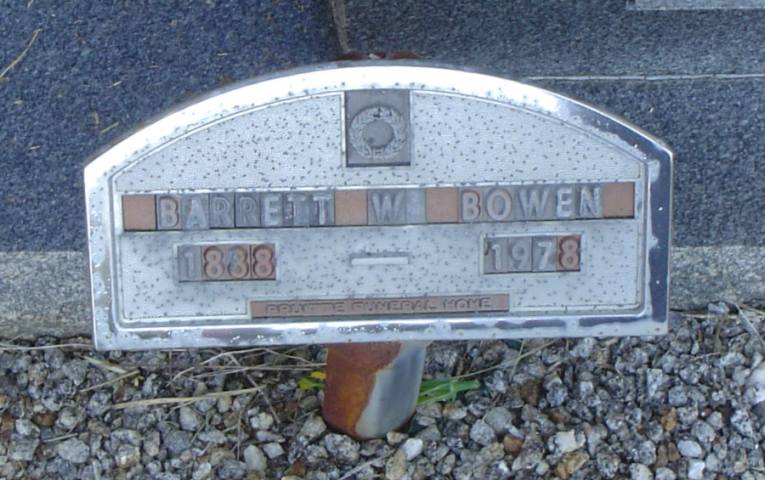 BARRETT W. BOWEN
1888 — 1978
FUNERAL HOME